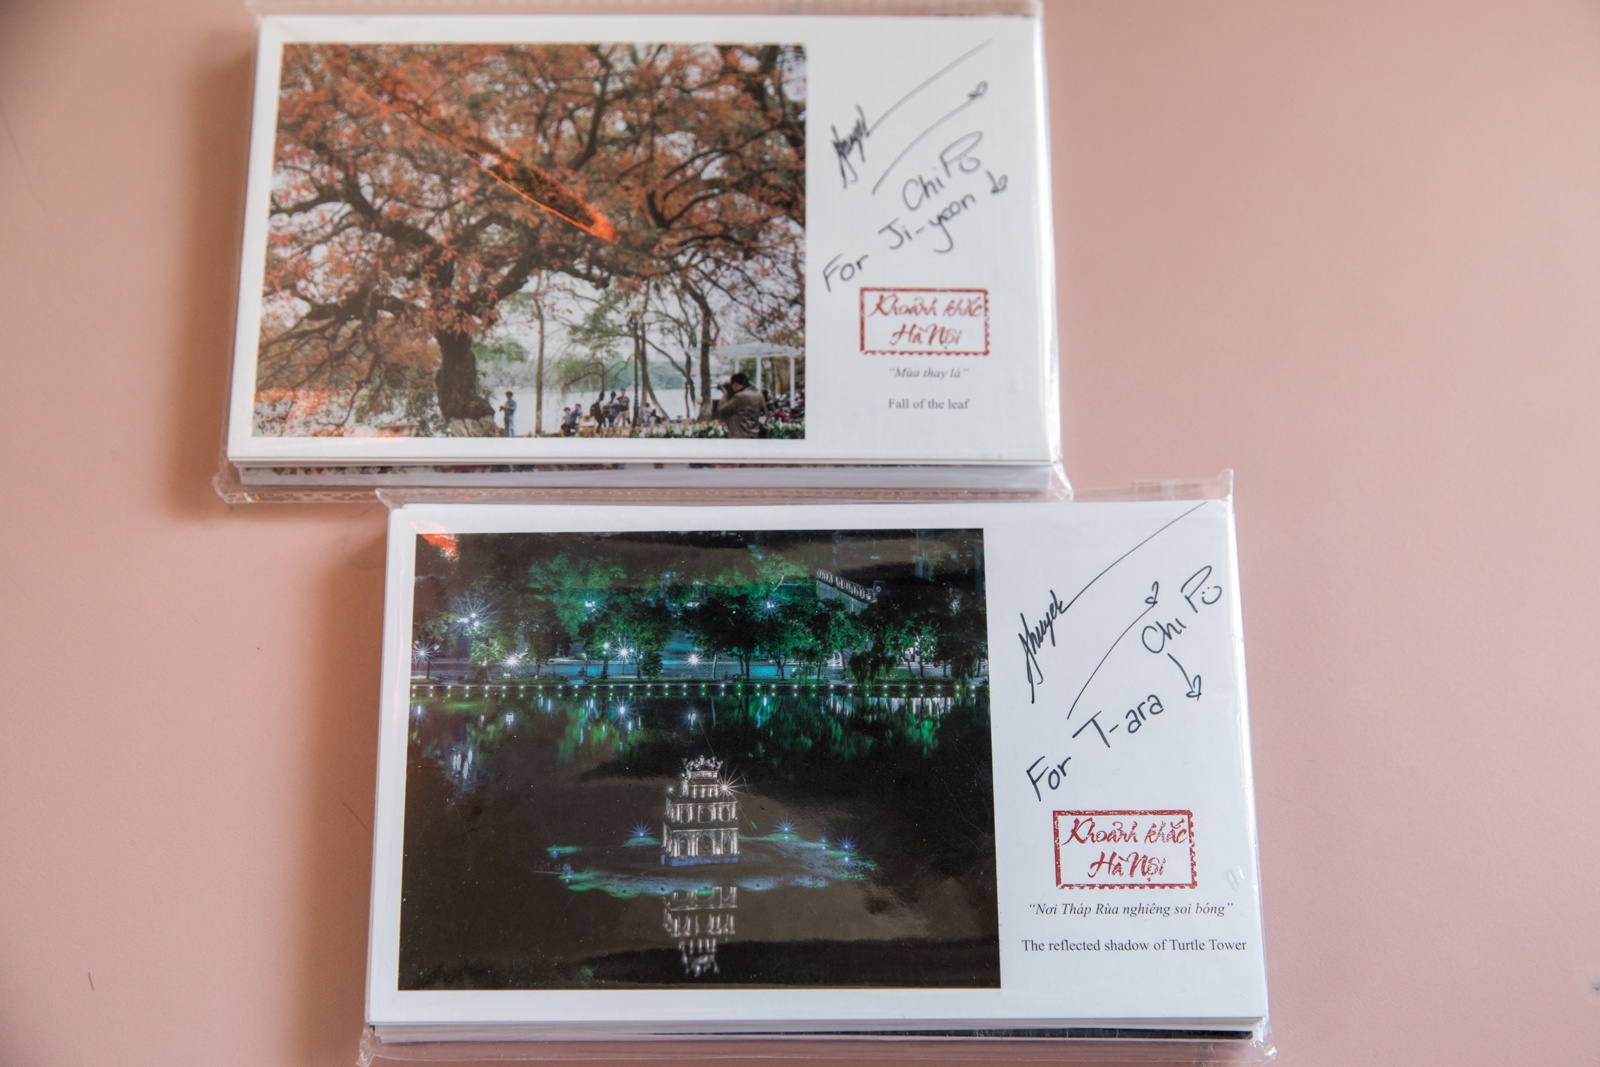 Chi Pu
For Ji-yeon
Khoảnh khắc
Hà Nội
“Mùa thay lá”
Fall of the leaf
Chi Pu
For T-ara
Khoảnh khắc
Hà Nội
“Nơi Tháp Rùa nghiêng soi bóng”
The reflected shadow of Turtle Tower